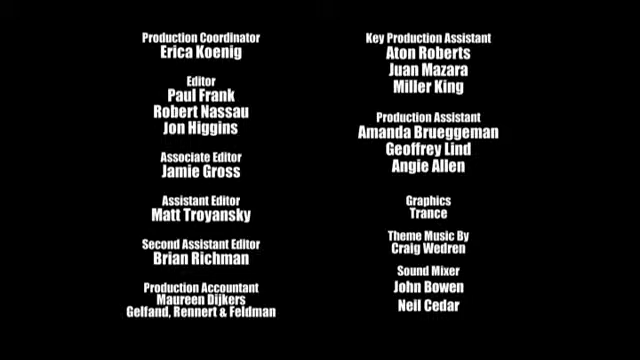 Production Coordinator
Erica Koenig
Editor
Paul Frank
Robert Nassau
Jon Higgins
Associate Editor
Jamie Gross
Assistant Editor
Matt Troyansky
Second Assistant Editor
Brian Richman
Production Accountant
Maureen Dijkers
Gelfand, Rennert & Feldman
Key Production Assistant
Aton Roberts
Juan Mazara
Miller King
Production Assistant
Amanda Brueggeman
Geoffrey Lind
Angie Allen
Graphics
Trance
Theme Music By
Craig Wedren
Sound Mixer
John Bowen
Neil Cedar